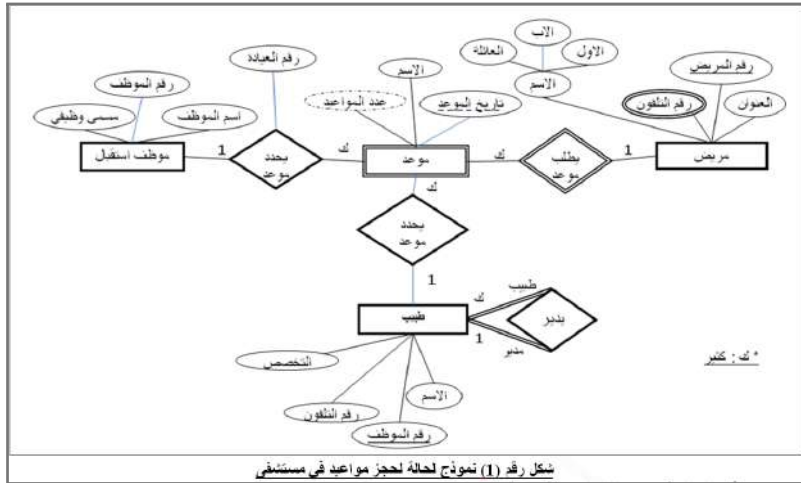 الاب
العائلة
الاول
الاسم
رقم المريض
رقم التلفون
العنوان
مريض
1
يطلب
موعد
ك
الاسم
عدد المواعيد
تاريخ الموعد
موعد
ك
رقم العيادة
يحدد
موعد
1
رقم الموظف
مسمى وظيفي
اسم الموظف
موظف استقبال
ك
يحدد
موعد
1
طبيب
طبيب
ك
يدير
1
مدير
التخصص
رقم التلفون
رقم الموظف
الاسم
* ك : كثير
شكل رقم (1) نموذج لحالة لحجز مواعيد في مستشفى